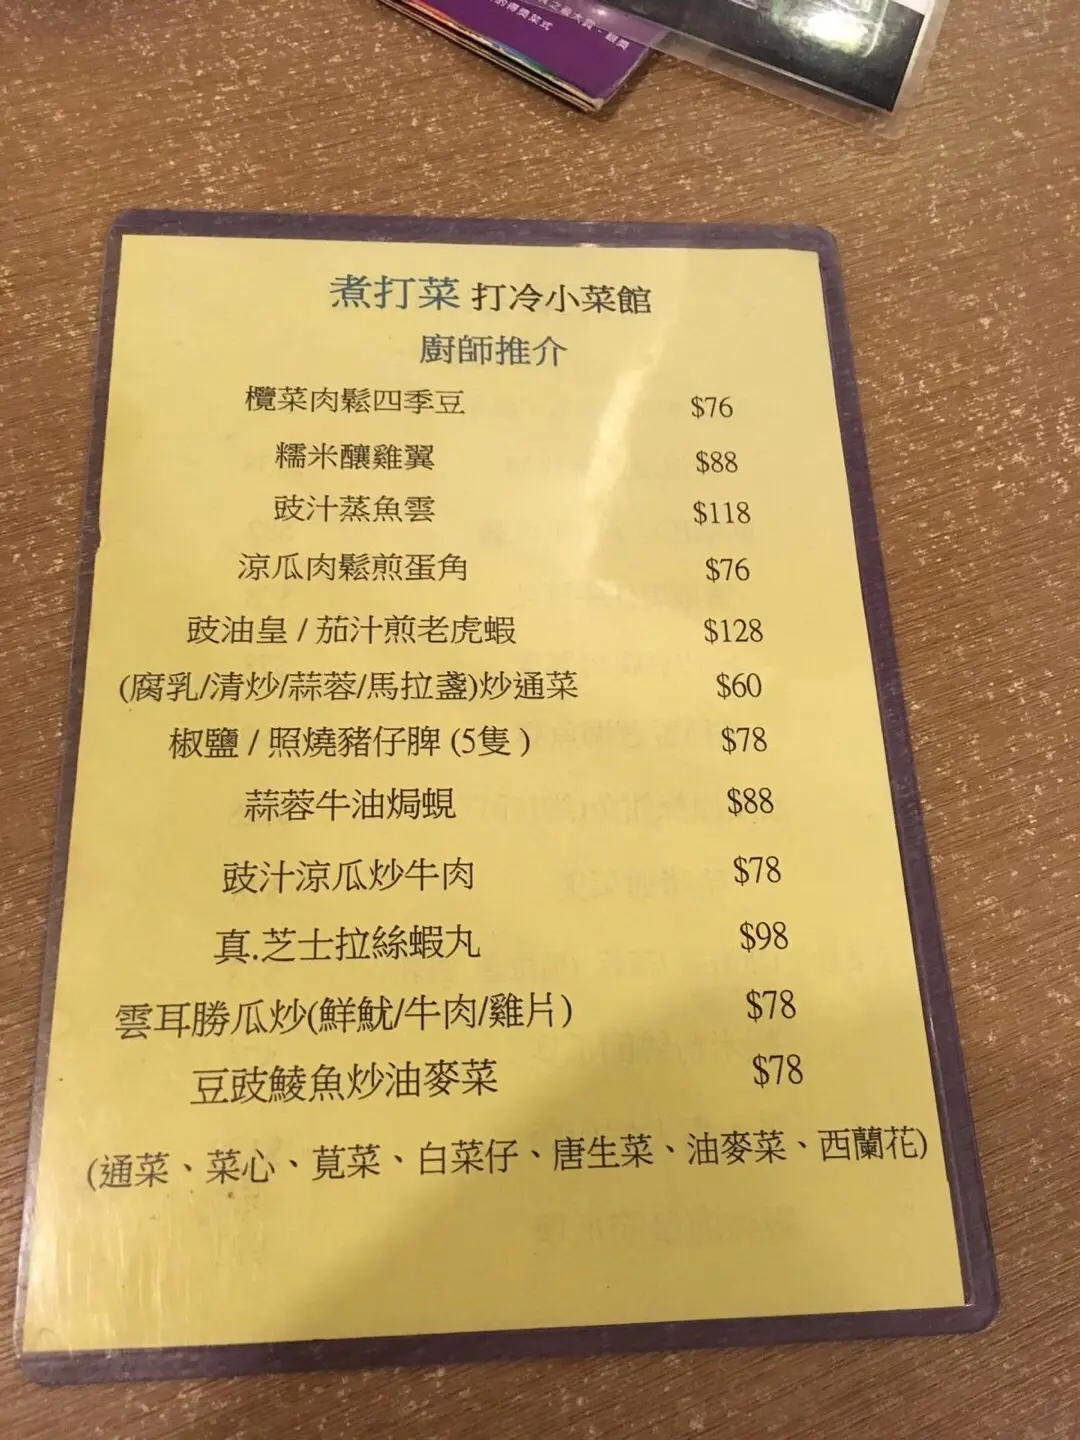 煮打菜 打冷小菜館
廚師推介
欖菜肉鬆四季豆 $76
糯米釀雞翼 $88
豉汁蒸魚雲 $118
涼瓜肉鬆煎蛋角 $76
豉油皇 / 茄汁煎老虎蝦 $128
(腐乳/清炒/蒜蓉/馬拉盞)炒通菜 $60
椒鹽 / 照燒豬仔脾 (5隻 ) $78
蒜蓉牛油焗蜆 $88
豉汁涼瓜炒牛肉 $78
真.芝士拉絲蝦丸 $98
雲耳勝瓜炒(鮮魷/牛肉/雞片) $78
豆豉鯪魚炒油麥菜 $78
(通菜、菜心、莧菜、白菜仔、唐生菜、油麥菜、西蘭花)